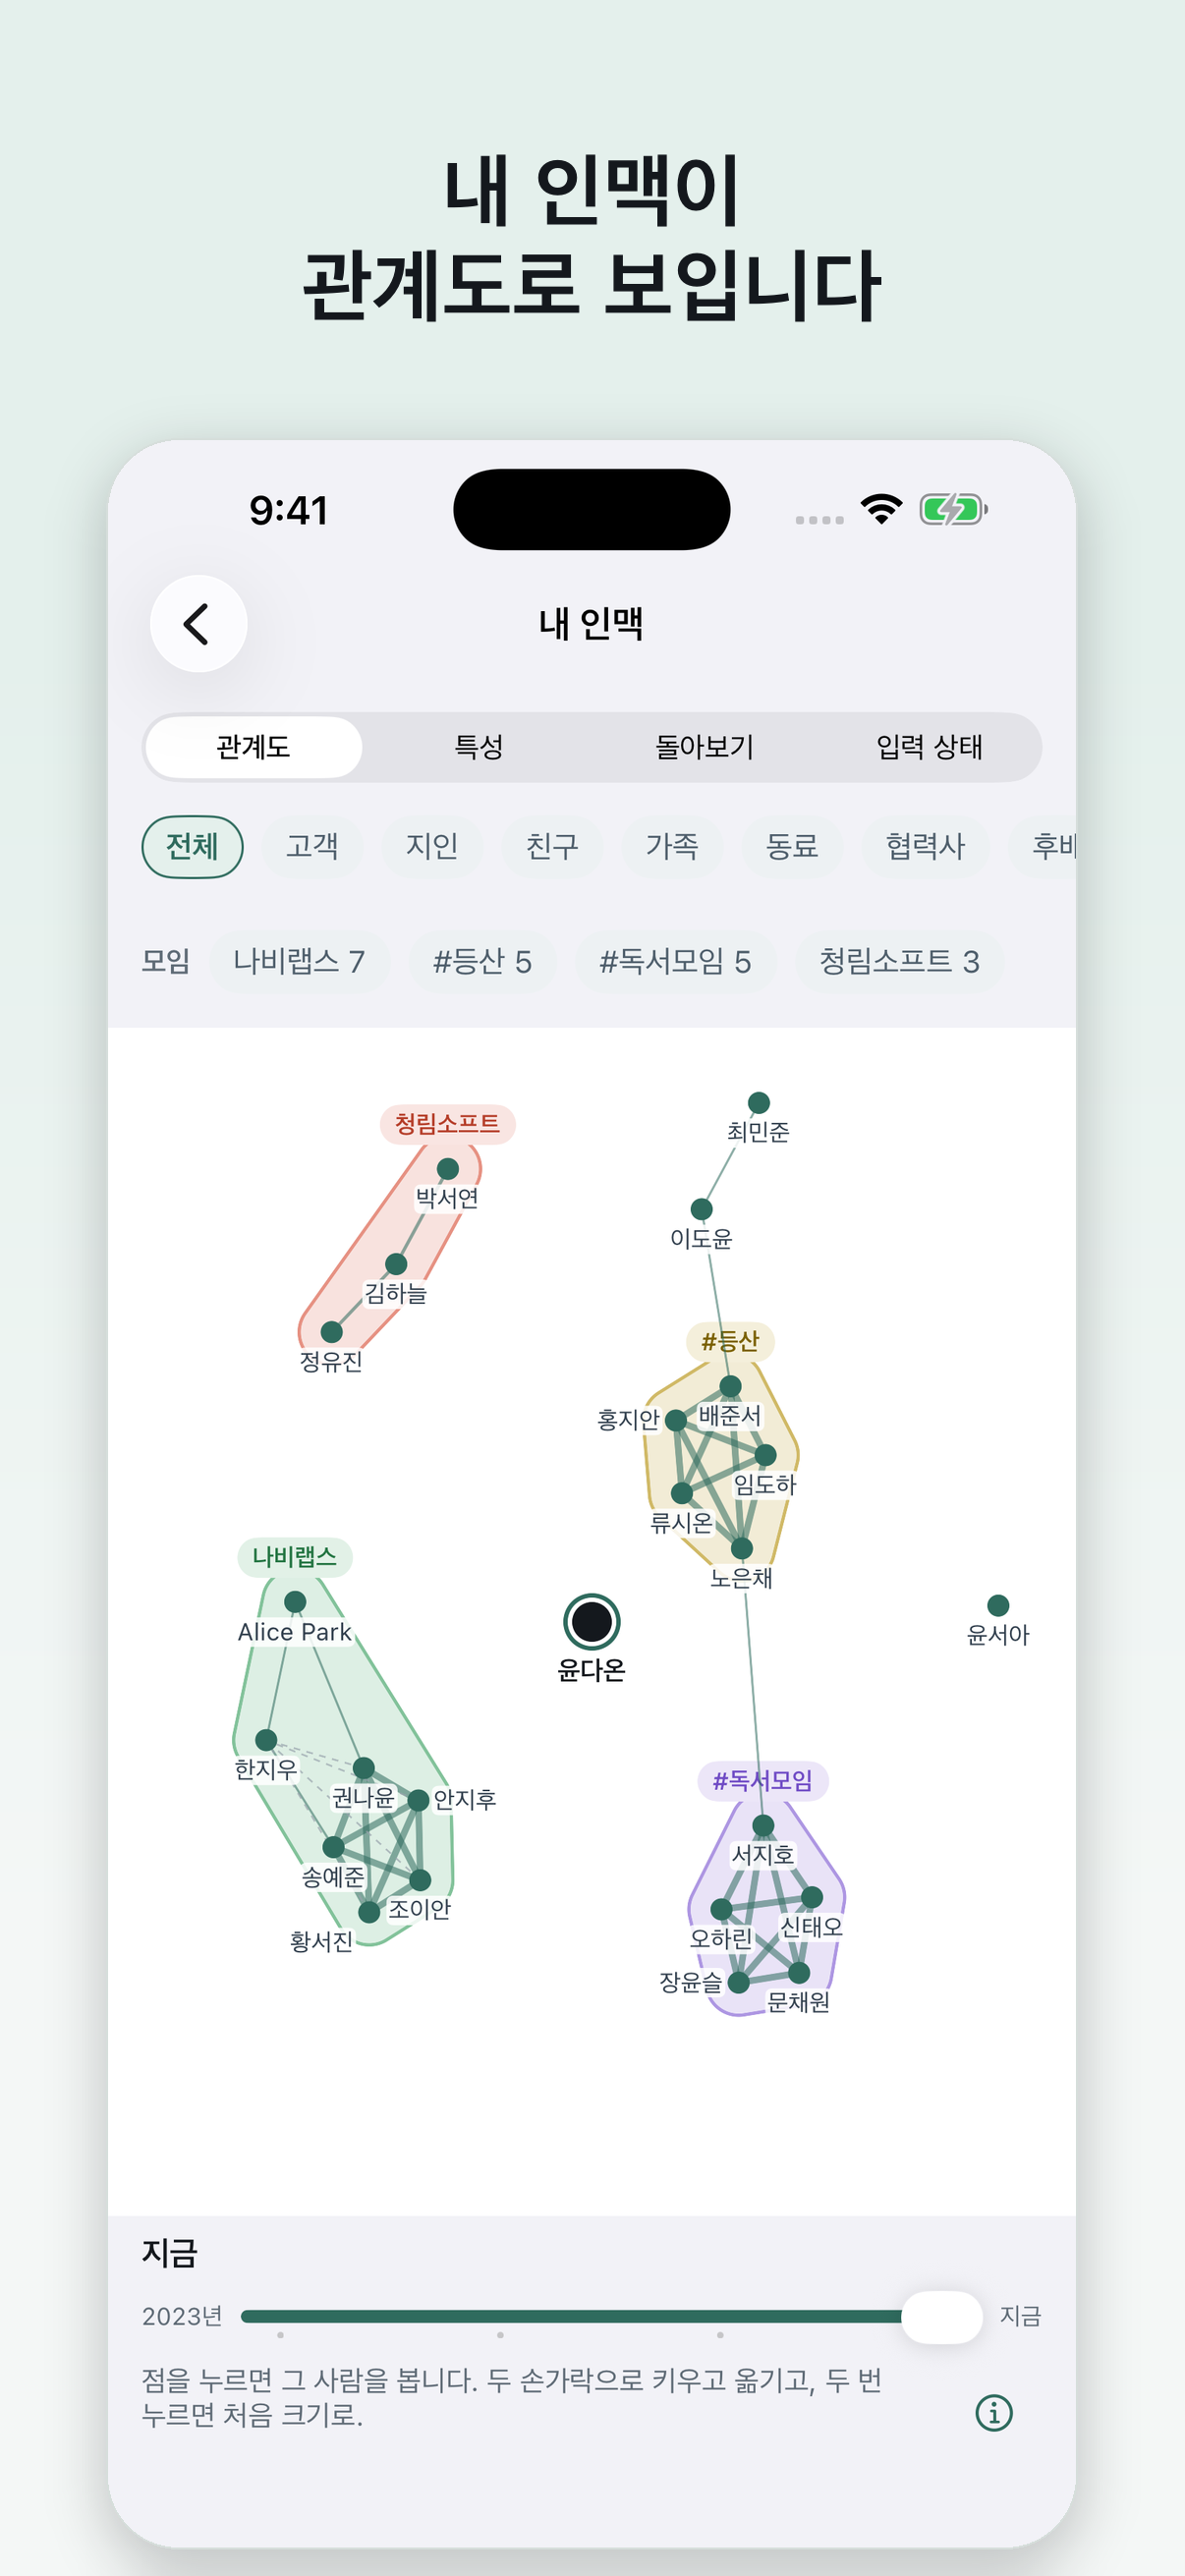 내 인맥이
관계도로 보입니다
9:41
내 인맥
관계도 특성 돌아보기 입력 상태
전체 고객 지인 친구 가족 동료 협력사
모임 나비랩스 7 #등산 5 #독서모임 5 청림소프트 3
최민준
청림소프트
박서연
이도윤
김하늘
#등산
정유진
홍지안 배준서
임도하
류시온
나비랩스
노은채
Alice Park
윤서아
윤다온
한지우
#독서모임
권나윤 안지후
서지호
송예준
조이안
신태오
오하린
황서진
장윤슬
문채원
지금
2023년 지금
점을 누르면 그 사람을 봅니다. 두 손가락으로 키우고 옮기고, 두 번
누르면 처음 크기로.